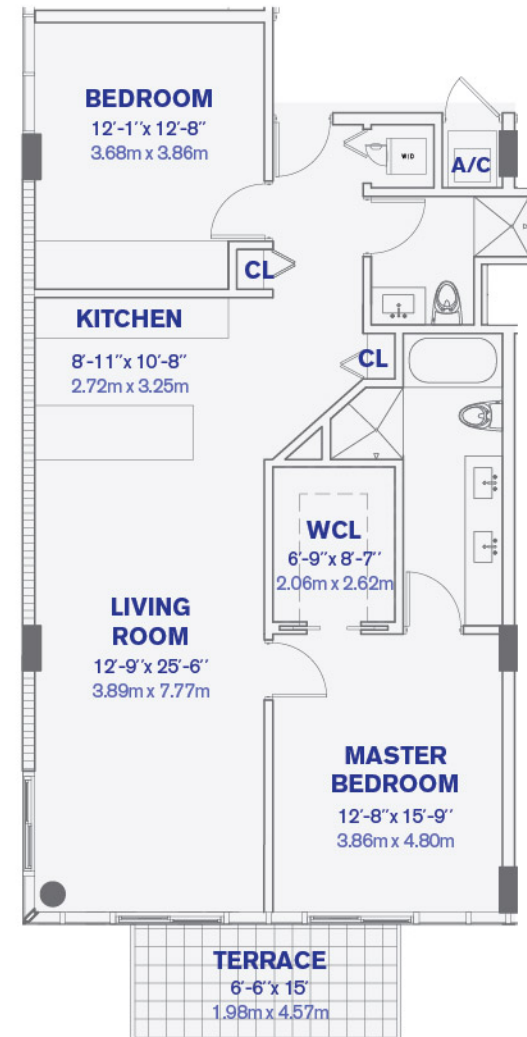 BEDROOM
12'-1"x 12'-8"
3.68m x 3.86m
W/D
A/C
CL
KITCHEN
8'-11"x 10'-8"
2.72m x 3.25m
CL
WCL
6'-9"x 8'-7"
2.06m x 2.62m
LIVING
ROOM
12'-9"x 25'-6"
3.89m x 7.77m
MASTER
BEDROOM
12'-8"x 15'-9"
3.86m x 4.80m
TERRACE
6'-6"x 15'
1.98m x 4.57m